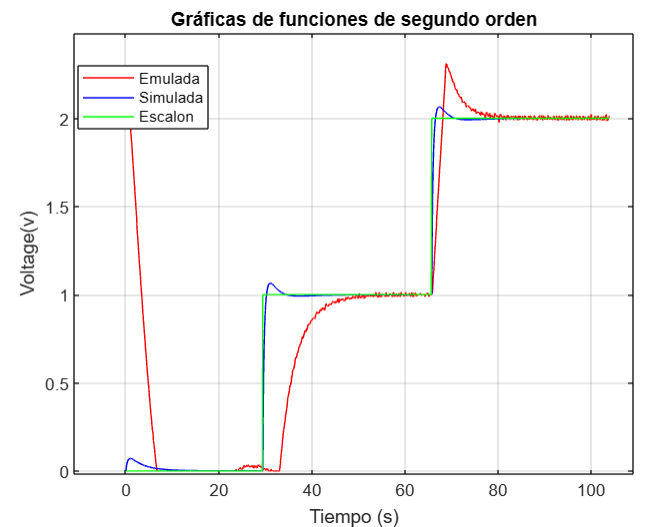 Gráficas de funciones de segundo orden
Emulada
Simulada
Escalon
2
1.5
1
0.5
0
Voltage(v)
0 20 40 60 80 100
Tiempo (s)